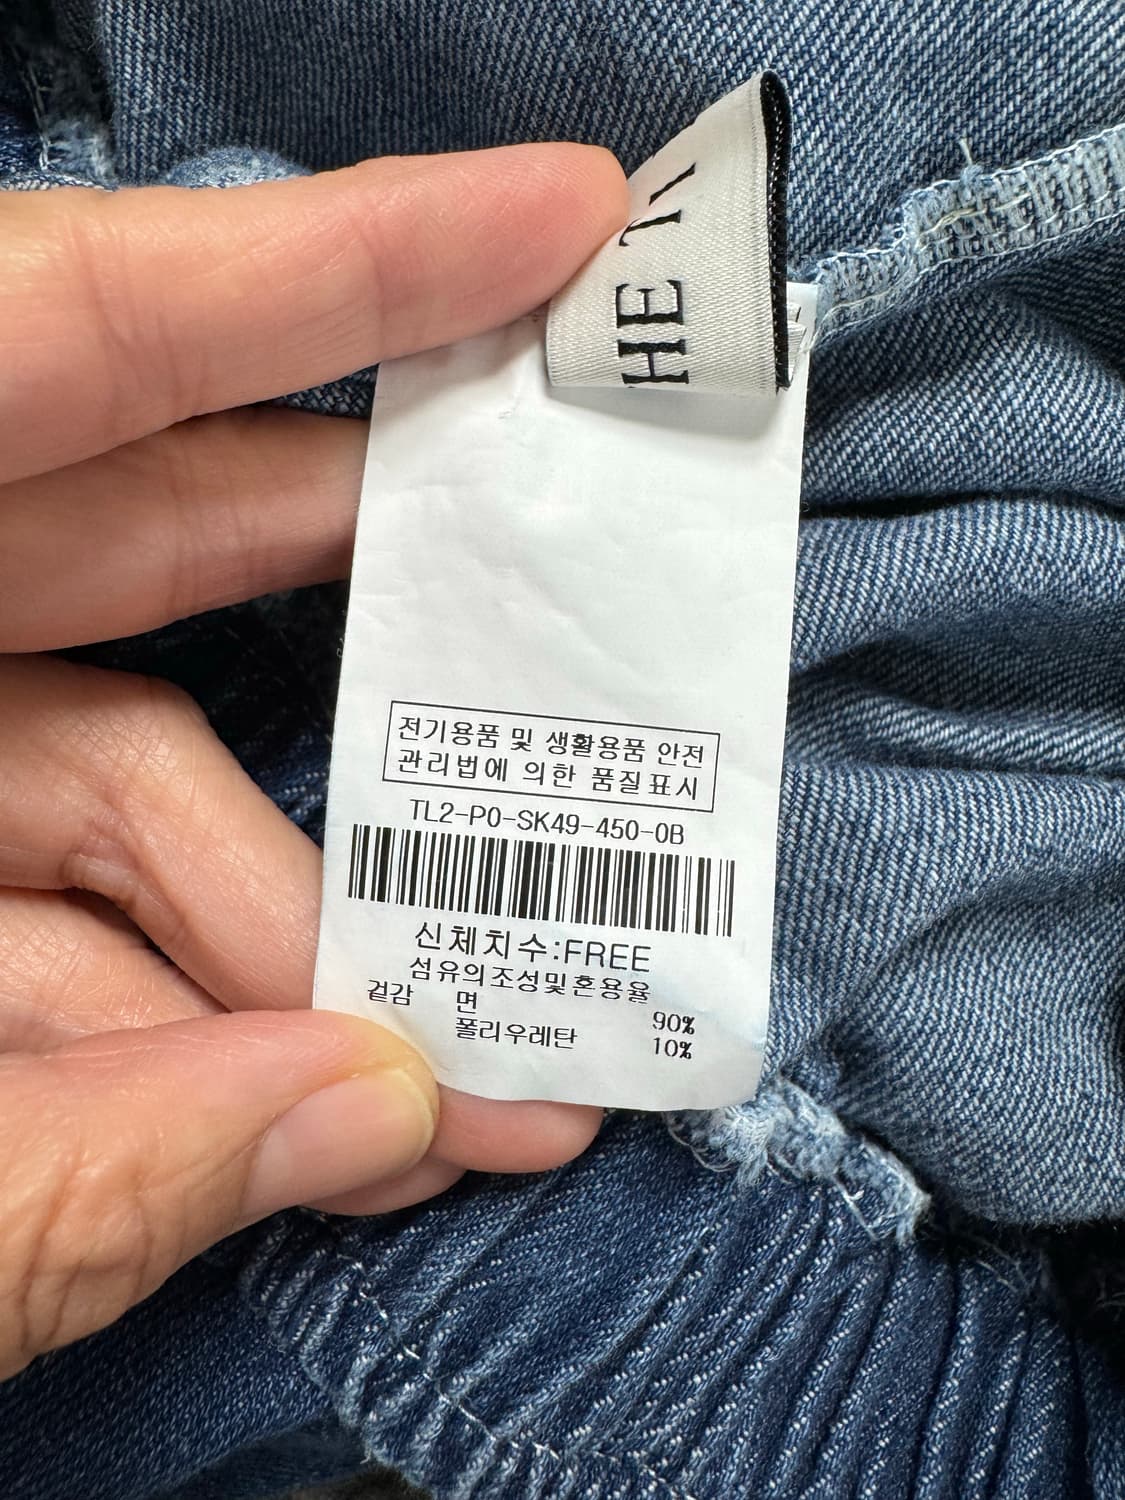 THE
전기용품 및 생활용품 안전
관리법에 의한 품질표시
TL2-P0-SK49-450-0B
신체치수:FREE
섬유의조성및혼용율
겉감 면 90%
폴리우레탄 10%